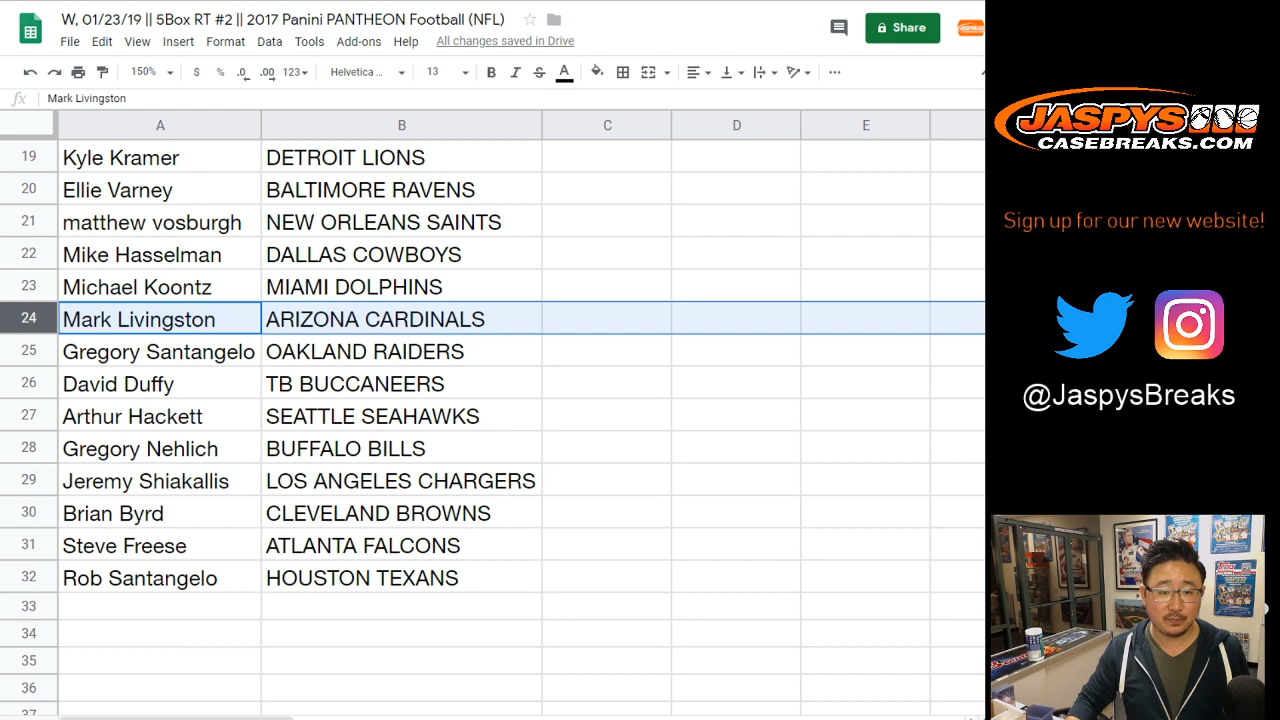 W, 01/23/19 || 5Box RT #2 || 2017 Panini PANTHEON Football (NFL)
File Edit View Insert Format Data Tools Add-ons Help All changes saved in Drive
Share
150% $ % .0 .00 123 Helvetica ... 13 B I S A
fx Mark Livingston
A B C D E
19 Kyle Kramer DETROIT LIONS
20 Ellie Varney BALTIMORE RAVENS
21 matthew vosburgh NEW ORLEANS SAINTS
22 Mike Hasselman DALLAS COWBOYS
23 Michael Koontz MIAMI DOLPHINS
24 Mark Livingston ARIZONA CARDINALS
25 Gregory Santangelo OAKLAND RAIDERS
26 David Duffy TB BUCCANEERS
27 Arthur Hackett SEATTLE SEAHAWKS
28 Gregory Nehlich BUFFALO BILLS
29 Jeremy Shiakallis LOS ANGELES CHARGERS
30 Brian Byrd CLEVELAND BROWNS
31 Steve Freese ATLANTA FALCONS
32 Rob Santangelo HOUSTON TEXANS
33
34
35
36
37
JASPYS
CASEBREAKS.COM
Sign up for our new website!
@JaspysBreaks